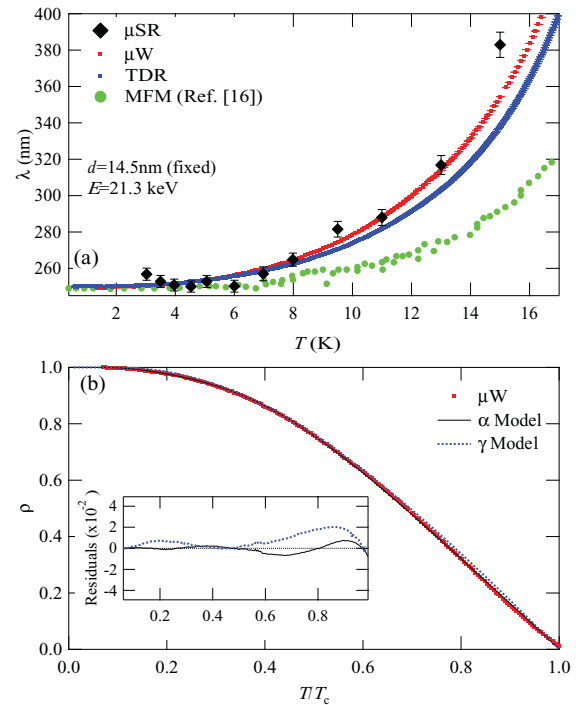 400
380
360
340
320
300
280
260
λ (nm)
μSR
μW
TDR
MFM (Ref. [16])
d=14.5nm (fixed)
E=21.3 keV
(a)
2 4 6 8 10 12 14 16
T (K)
(b)
1.0
0.8
0.6
0.4
0.2
0.0
ρ
μW
α Model
γ Model
Residuals (x10⁻²)
4
2
0
-2
-4
0.2 0.4 0.6 0.8
0.0 0.2 0.4 0.6 0.8 1.0
T/Tc